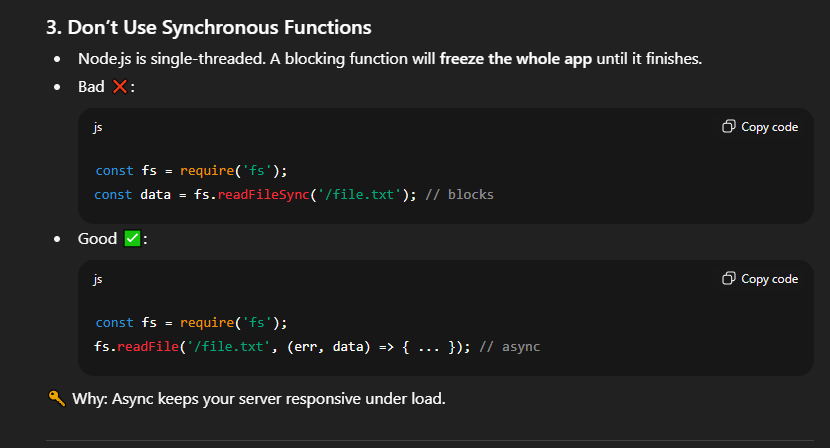 3. Don’t Use Synchronous Functions
• Node.js is single-threaded. A blocking function will freeze the whole app until it finishes.
• Bad ❌:
js
Copy code
const fs = require('fs');
const data = fs.readFileSync('/file.txt'); // blocks
• Good ✅:
js
Copy code
const fs = require('fs');
fs.readFile('/file.txt', (err, data) => { ... }); // async
🔑 Why: Async keeps your server responsive under load.